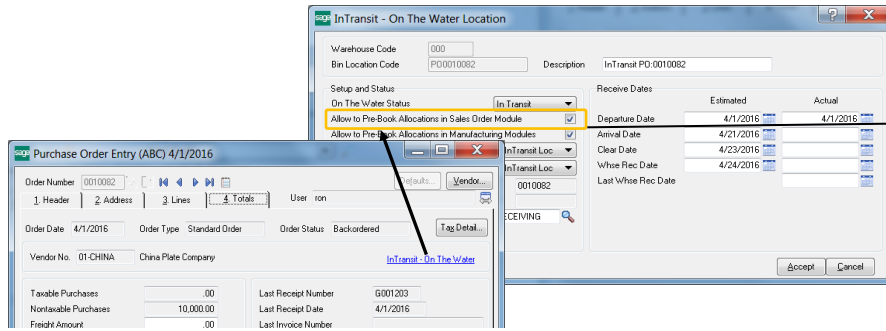 sage InTransit - On The Water Location
Warehouse Code 000
Bin Location Code PO0010082 Description InTransit PO:0010082
Setup and Status
On The Water Status In Transit
Allow to Pre-Book Allocations in Sales Order Module
Allow to Pre-Book Allocations in Manufacturing Modules
InTransit Loc
InTransit Loc
0010082
ECEIVING
Receive Dates
Estimated Actual
Departure Date 4/1/2016 4/1/2016
Arrival Date 4/21/2016
Clear Date 4/23/2016
Whse Rec Date 4/24/2016
Last Whse Rec Date
Accept Cancel
sage Purchase Order Entry (ABC) 4/1/2016
Order Number 0010082 Defaults... Vendor...
1. Header 2. Address 3. Lines 4. Totals User ron
Order Date 4/1/2016 Order Type Standard Order Order Status Backordered Tax Detail...
Vendor No. 01-CHINA China Plate Company InTransit - On The Water
Taxable Purchases .00 Last Receipt Number G001203
Nontaxable Purchases 10,000.00 Last Receipt Date 4/1/2016
Freight Amount .00 Last Invoice Number